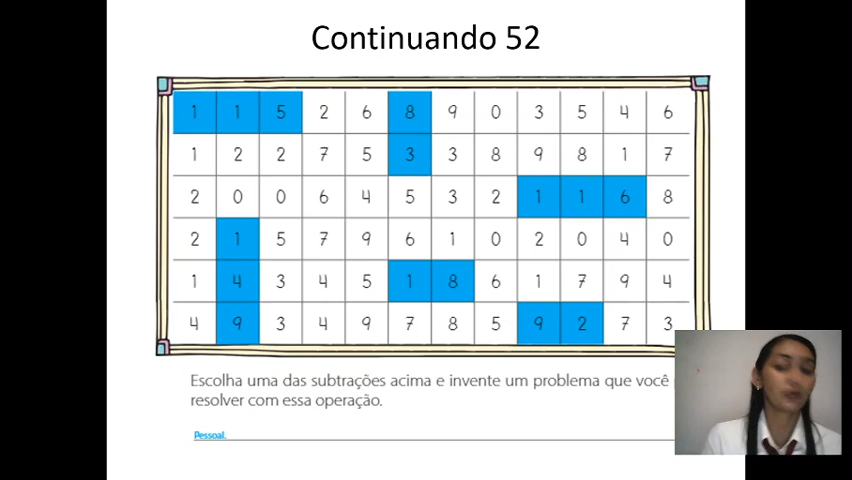 Continuando 52
1 1 5 2 6 8 9 0 3 5 4 6
1 2 2 7 5 3 3 8 9 8 1 7
2 0 0 6 4 5 3 2 1 1 6 8
2 1 5 7 9 6 1 0 2 0 4 0
1 4 3 4 5 1 8 6 1 7 9 4
4 9 3 4 9 7 8 5 9 2 7 3
Escolha uma das subtrações acima e invente um problema que você
resolver com essa operação.
Pessoal.